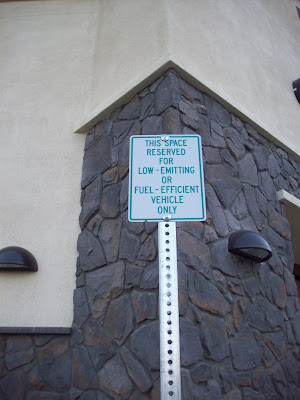 THIS SPACE
RESERVED
FOR
LOW-EMITTING
OR
FUEL-EFFICIENT
VEHICLE
ONLY